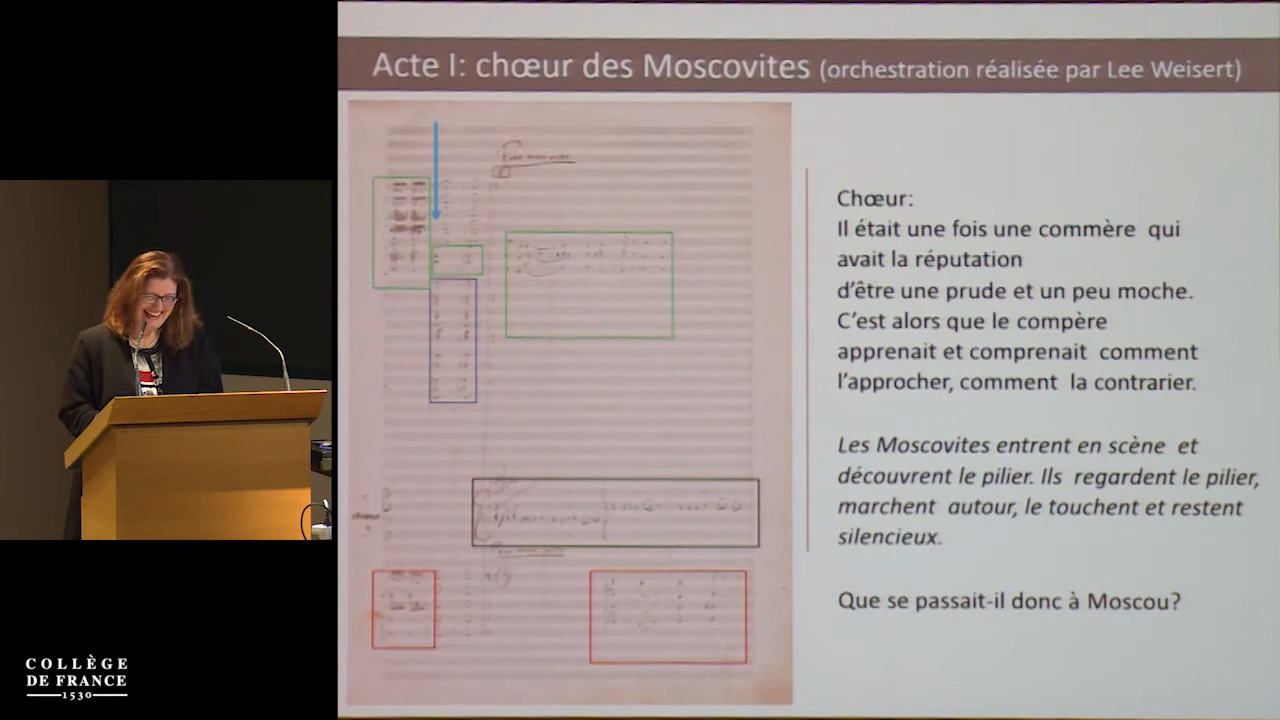 Acte I: chœur des Moscovites (orchestration réalisée par Lee Weisert)
Chœur:
Il était une fois une commère qui
avait la réputation
d'être une prude et un peu moche.
C'est alors que le compère
apprenait et comprenait comment
l'approcher, comment la contrarier.
Les Moscovites entrent en scène et
découvrent le pilier. Ils regardent le pilier,
marchent autour, le touchent et restent
silencieux.
Que se passait-il donc à Moscou?
chœur
COLLÈGE
DE FRANCE
1530